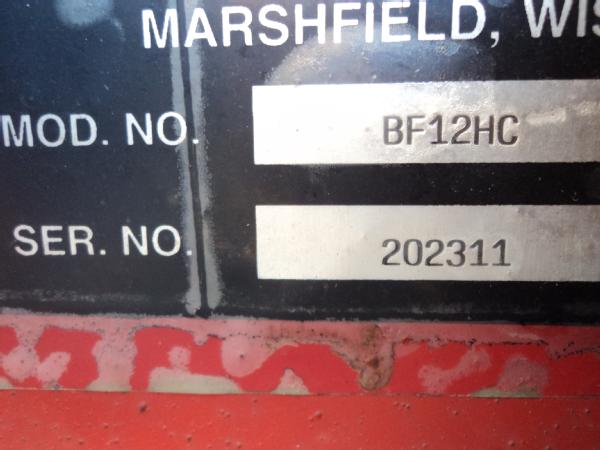 MARSHFIELD, WIS
MOD. NO. BF12HC
SER. NO. 202311